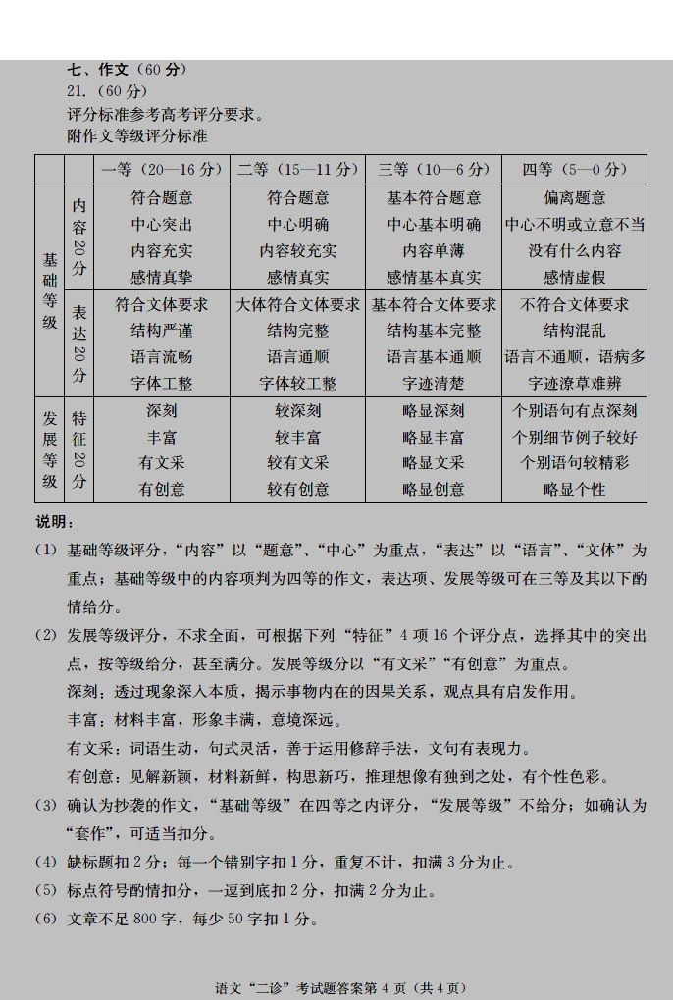 七、作文（60 分）
21.（60 分）
评分标准参考高考评分要求。
附作文等级评分标准
一等（20—16 分） 二等（15—11 分） 三等（10—6 分） 四等（5—0 分）
基础等级
内容20分
符合题意 符合题意 基本符合题意 偏离题意
中心突出 中心明确 中心基本明确 中心不明或立意不当
内容充实 内容较充实 内容单薄 没有什么内容
感情真挚 感情真实 感情基本真实 感情虚假
表达20分
符合文体要求 大体符合文体要求 基本符合文体要求 不符合文体要求
结构严谨 结构完整 结构基本完整 结构混乱
语言流畅 语言通顺 语言基本通顺 语言不通顺，语病多
字体工整 字体较工整 字迹清楚 字迹潦草难辨
发展等级
特征20分
深刻 较深刻 略显深刻 个别语句有点深刻
丰富 较丰富 略显丰富 个别细节例子较好
有文采 较有文采 略显文采 个别语句较精彩
有创意 较有创意 略显创意 略显个性
说明：
（1） 基础等级评分，“内容”以“题意”、“中心”为重点，“表达”以“语言”、“文体”为
重点；基础等级中的内容项判为四等的作文，表达项、发展等级可在三等及其以下酌
情给分。
（2） 发展等级评分，不求全面，可根据下列“特征”4 项 16 个评分点，选择其中的突出
点，按等级给分，甚至满分。发展等级分以“有文采”“有创意”为重点。
深刻：透过现象深入本质，揭示事物内在的因果关系，观点具有启发作用。
丰富：材料丰富，形象丰满，意境深远。
有文采：词语生动，句式灵活，善于运用修辞手法，文句有表现力。
有创意：见解新颖，材料新鲜，构思新巧，推理想像有独到之处，有个性色彩。
（3） 确认为抄袭的作文，“基础等级”在四等之内评分，“发展等级”不给分；如确认为
“套作”，可适当扣分。
（4） 缺标题扣 2 分；每一个错别字扣 1 分，重复不计，扣满 3 分为止。
（5） 标点符号酌情扣分，一逗到底扣 2 分，扣满 2 分为止。
（6） 文章不足 800 字，每少 50 字扣 1 分。
语文“二诊”考试题答案第 4 页（共 4 页）